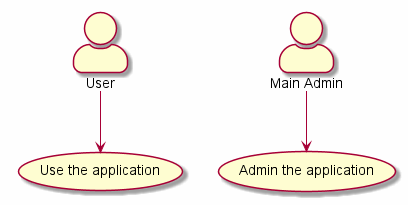 User
Main Admin
Use the application
Admin the application